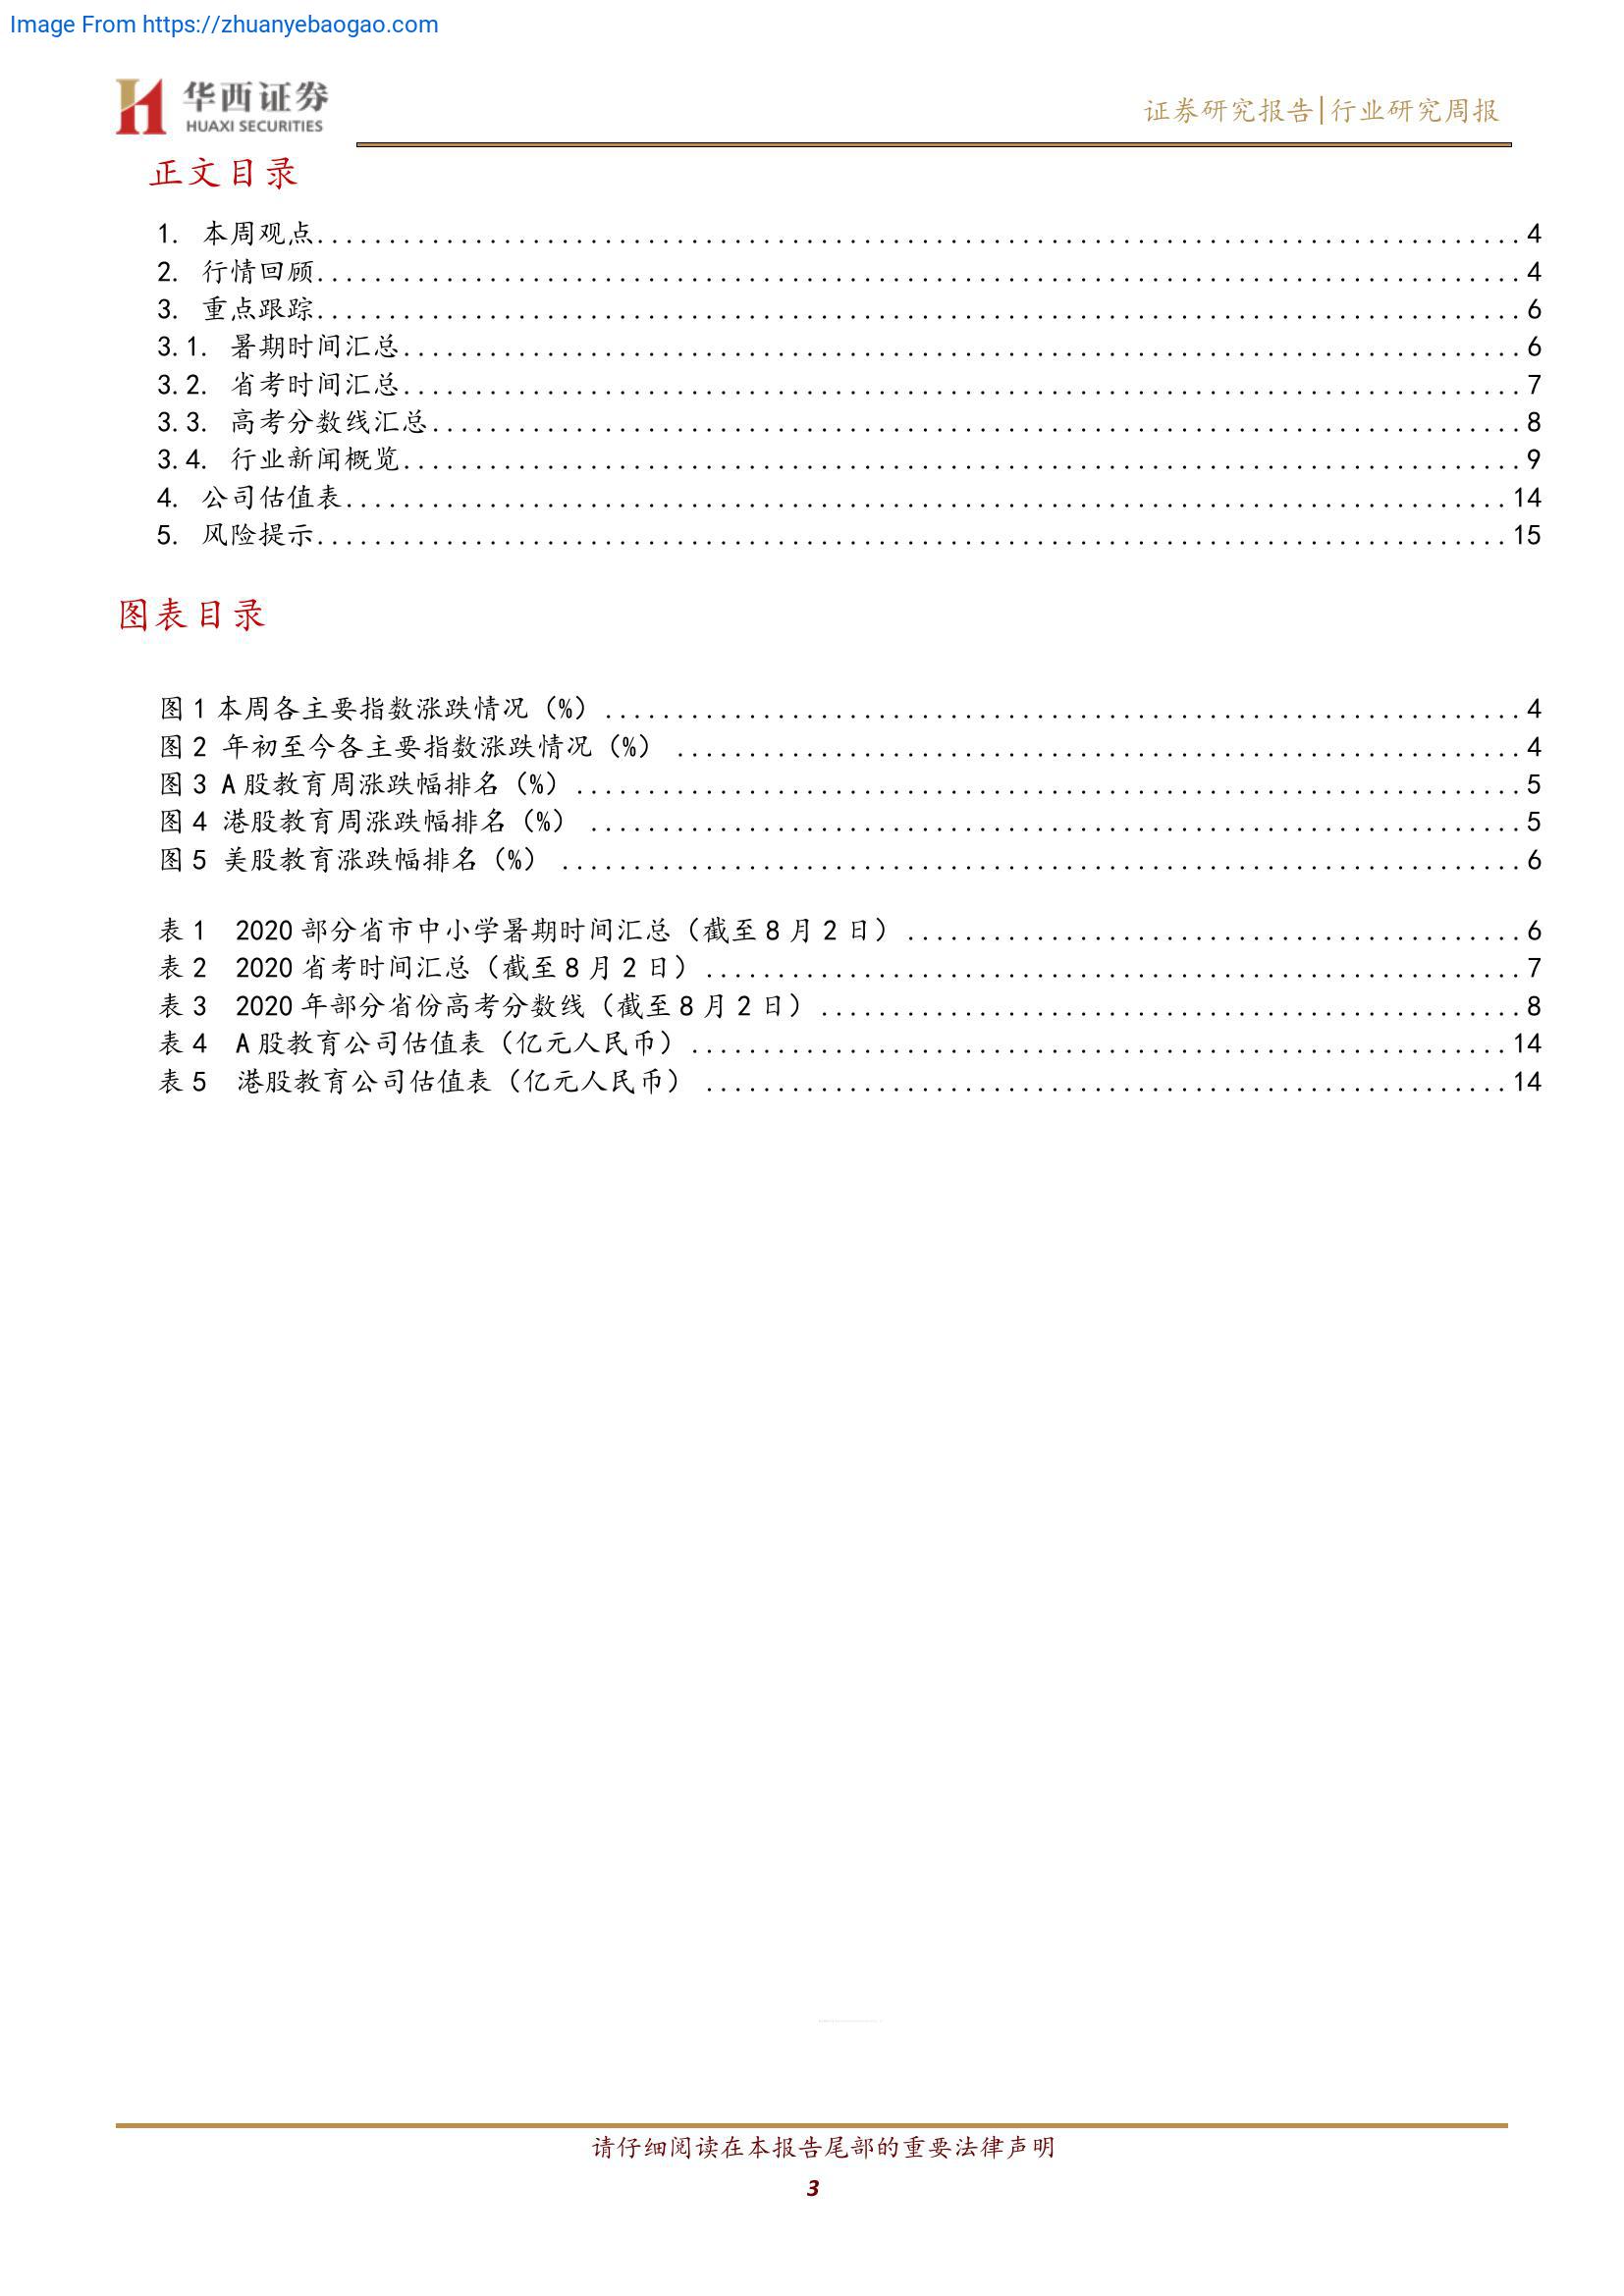 Image From https://zhuanyebaogao.com
华西证券
HUAXI SECURITIES
证券研究报告|行业研究周报
正文目录
1. 本周观点........................................................................ 4
2. 行情回顾........................................................................ 4
3. 重点跟踪........................................................................ 6
3.1. 暑期时间汇总........................................................................ 6
3.2. 省考时间汇总........................................................................ 7
3.3. 高考分数线汇总........................................................................ 8
3.4. 行业新闻概览........................................................................ 9
4. 公司估值表........................................................................ 14
5. 风险提示........................................................................ 15
图表目录
图 1 本周各主要指数涨跌情况（%）............................................................ 4
图 2 年初至今各主要指数涨跌情况（%） ............................................................ 4
图 3 A 股教育周涨跌幅排名（%）............................................................ 5
图 4 港股教育周涨跌幅排名（%） ............................................................ 5
图 5 美股教育涨跌幅排名（%） ............................................................ 6
表 1 2020 部分省市中小学暑期时间汇总（截至 8 月 2 日）............................................ 6
表 2 2020 省考时间汇总（截至 8 月 2 日）........................................................ 7
表 3 2020 年部分省份高考分数线（截至 8 月 2 日）................................................ 8
表 4 A 股教育公司估值表（亿元人民币）........................................................ 14
表 5 港股教育公司估值表（亿元人民币） ........................................................ 14
请仔细阅读在本报告尾部的重要法律声明
3